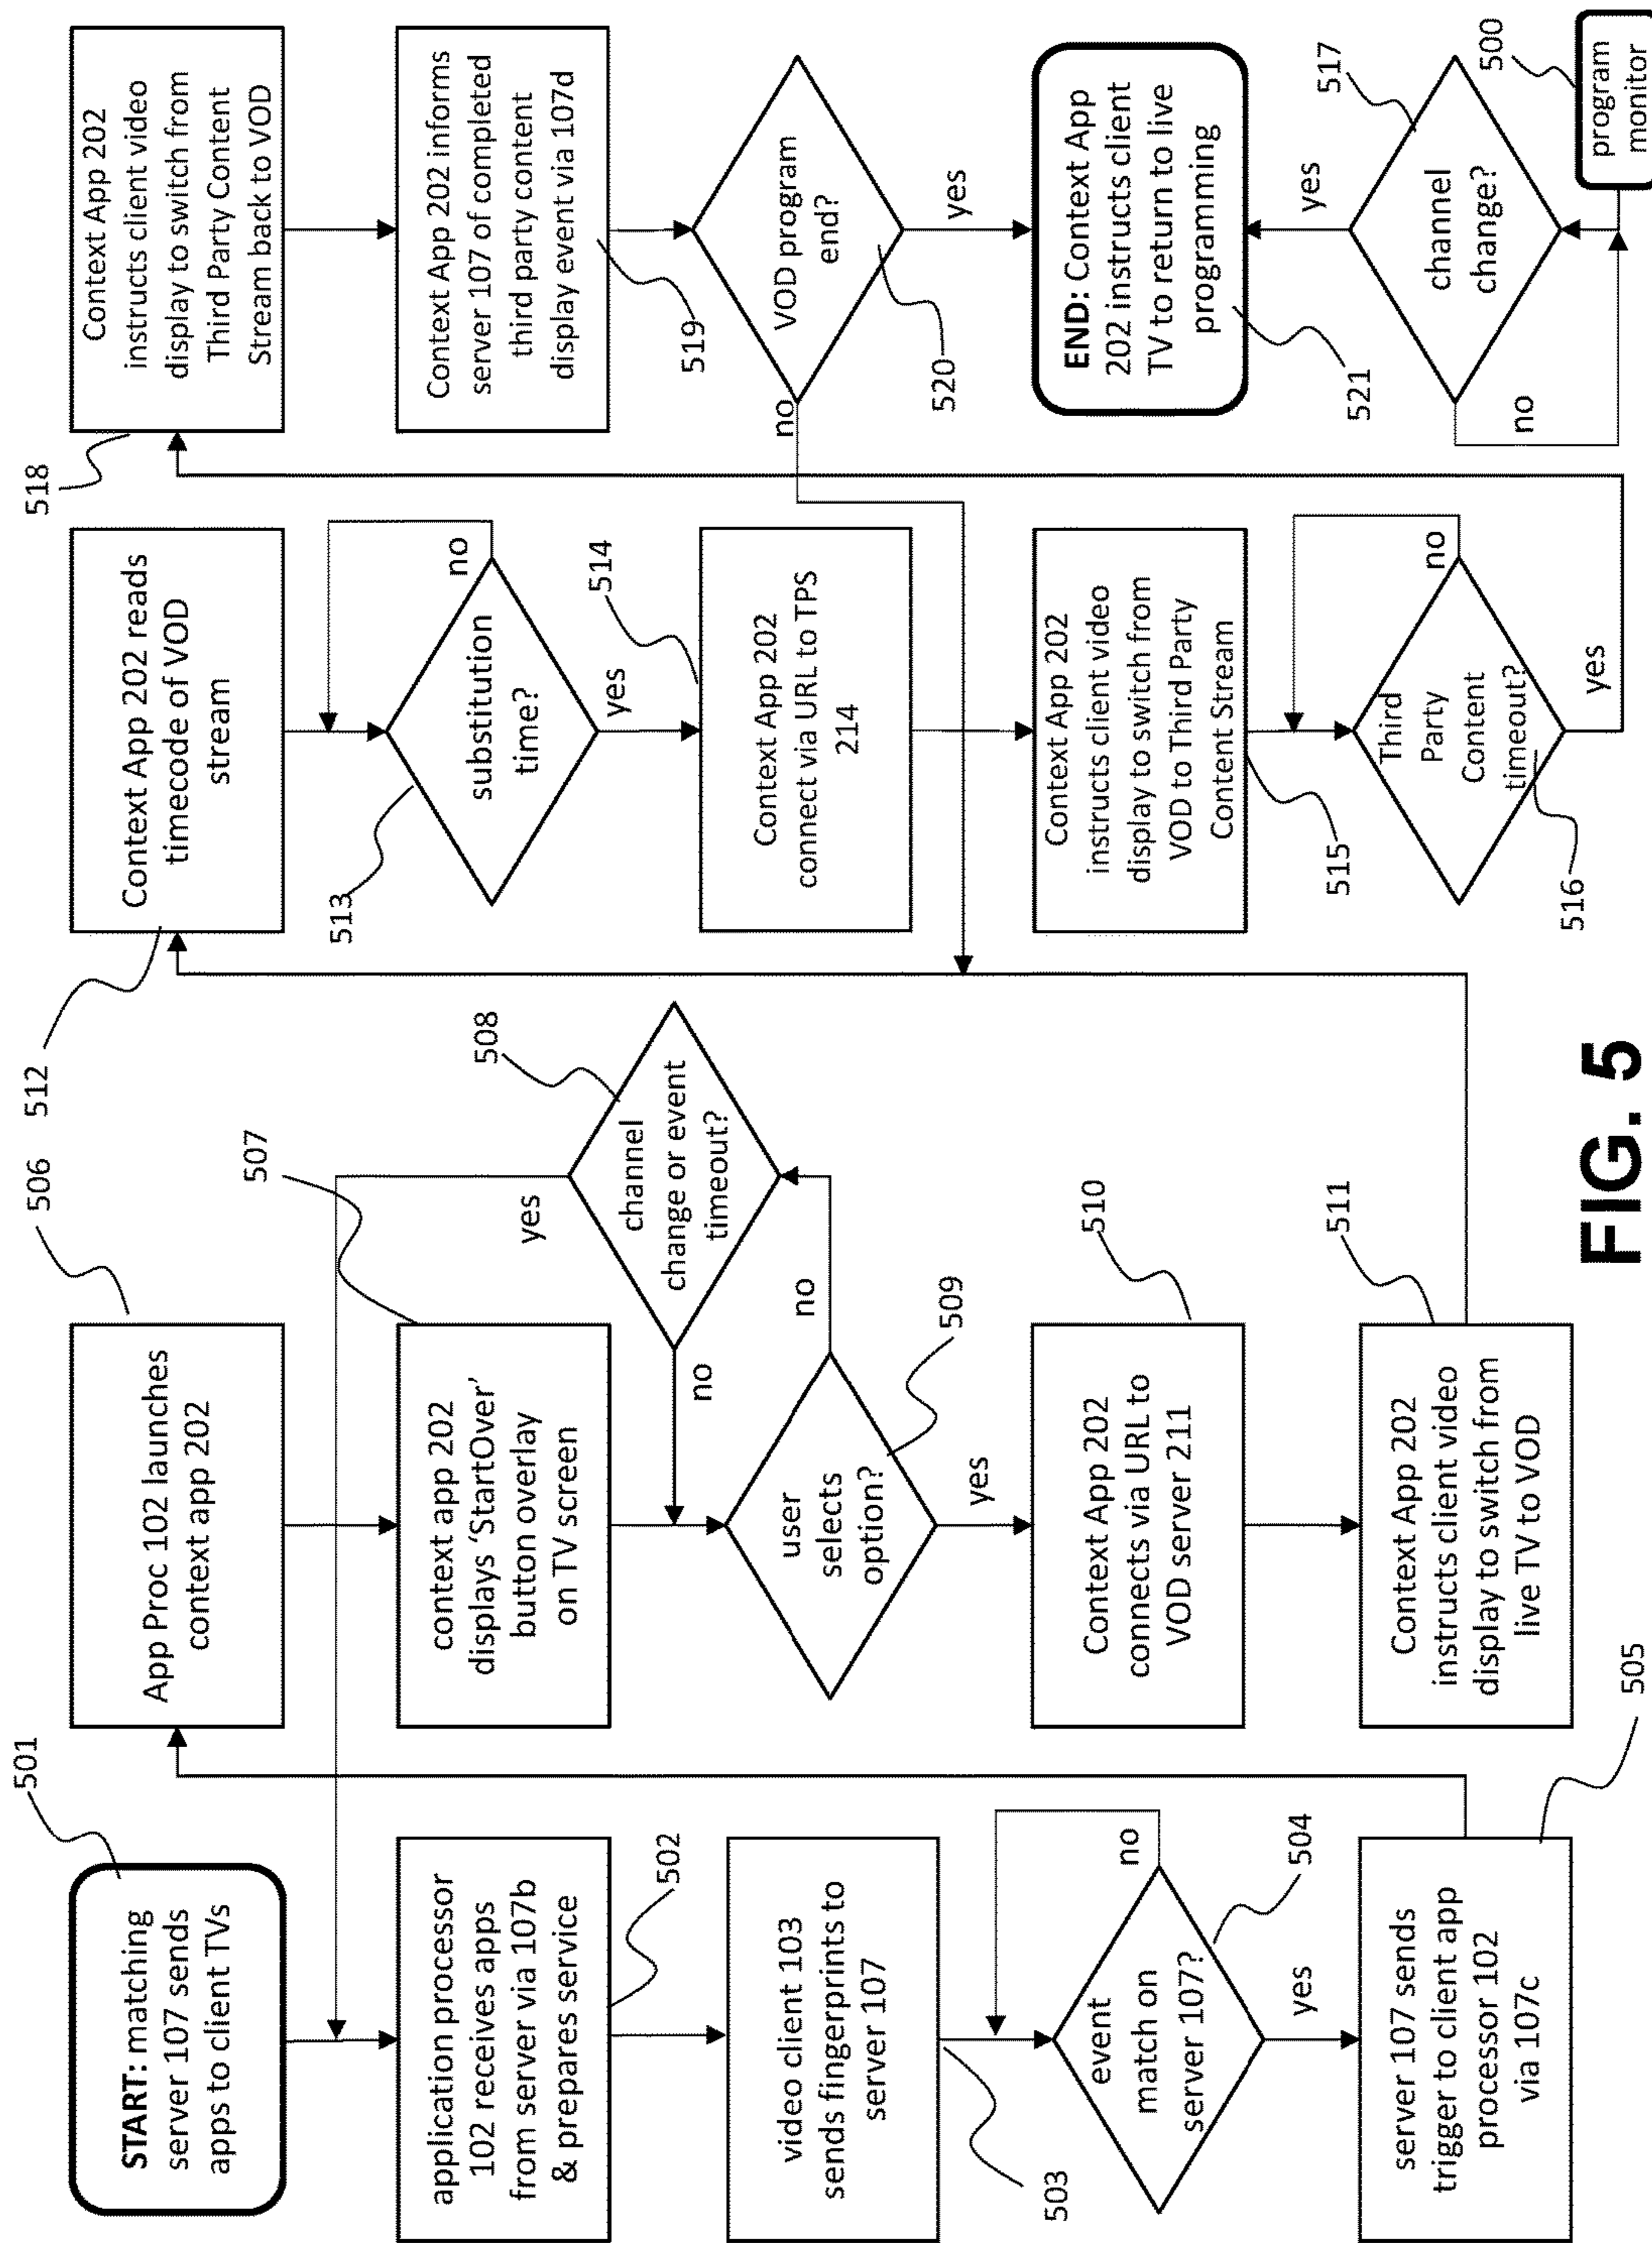 501
START: matching
server 107 sends
apps to client TVs
application processor
102 receives apps
from server via 107b
& prepares service
502
video client 103
sends fingerprints to
server 107
503
event
match on
server 107?
no
504
yes
server 107 sends
trigger to client app
processor 102
via 107c
505
506
App Proc 102 launches
context app 202
507
context app 202
displays 'StartOver'
button overlay
on TV screen
508
channel
change or event
timeout?
yes
no
user
selects
option?
no
509
yes
510
Context App 202
connects via URL to
VOD server 211
511
Context App 202
instructs client video
display to switch from
live TV to VOD
512
Context App 202 reads
timecode of VOD
stream
513
substitution
time?
no
yes
514
Context App 202
connect via URL to TPS
214
Context App 202
instructs client video
display to switch from
VOD to Third Party
Content Stream
515
Third
Party
Content
timeout?
no
516
yes
518
Context App 202
instructs client video
display to switch from
Third Party Content
Stream back to VOD
Context App 202 informs
server 107 of completed
third party content
display event via 107d
519
VOD program
end?
no
520
yes
END: Context App
202 instructs client
TV to return to live
programming
521
yes
517
channel
change?
no
500
program
monitor
FIG. 5